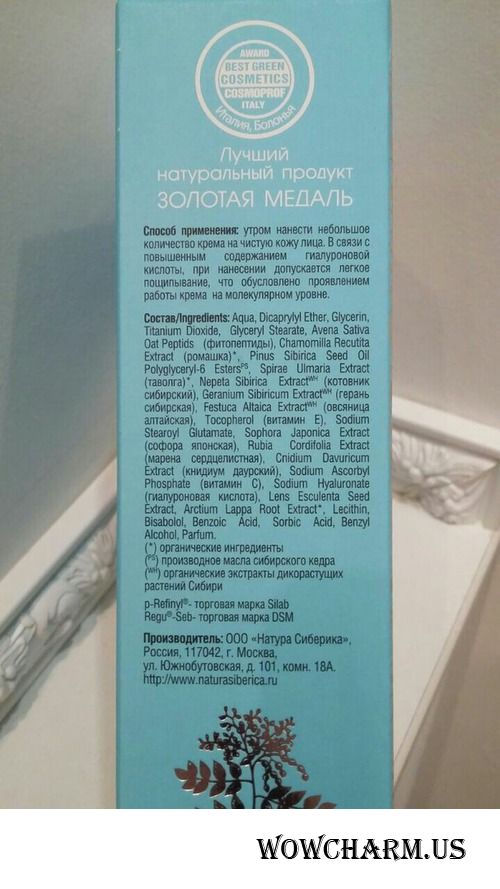 AWARD
BEST GREEN
COSMETICS
COSMOPROF
ITALY
Италия, Болонья
Лучший
натуральный продукт
ЗОЛОТАЯ МЕДАЛЬ
Способ применения: утром нанести небольшое
количество крема на чистую кожу лица. В связи с
повышенным содержанием гиалуроновой
кислоты, при нанесении допускается легкое
пощипывание, что обусловлено проявлением
работы крема на молекулярном уровне.
Состав/Ingredients: Aqua, Dicaprylyl Ether, Glycerin,
Titanium Dioxide, Glyceryl Stearate, Avena Sativa
Oat Peptids (фитопептиды), Chamomilla Recutita
Extract (ромашка)*, Pinus Sibirica Seed Oil
Polyglyceryl-6 Esters(PS), Spirae Ulmaria Extract
(таволга)*, Nepeta Sibirica Extract(WH) (котовник
сибирский), Geranium Sibiricum Extract(WH) (герань
сибирская), Festuca Altaica Extract(WH) (овсяница
алтайская), Tocopherol (витамин Е), Sodium
Stearoyl Glutamate, Sophora Japonica Extract
(софора японская), Rubia Cordifolia Extract
(марена сердцелистная), Cnidium Davuricum
Extract (книдиум даурский), Sodium Ascorbyl
Phosphate (витамин С), Sodium Hyaluronate
(гиалуроновая кислота), Lens Esculenta Seed
Extract, Arctium Lappa Root Extract*, Lecithin,
Bisabolol, Benzoic Acid, Sorbic Acid, Benzyl
Alcohol, Parfum.
(*) органические ингредиенты
(PS) производное масла сибирского кедра
(WH) органические экстракты дикорастущих
растений Сибири
p-Refinyl®- торговая марка Silab
Regu®-Seb- торговая марка DSM
Производитель: ООО «Натура Сиберика»,
Россия, 117042, г. Москва,
ул. Южнобутовская, д. 101, комн. 18А.
http://www.naturasiberica.ru
WOWCHARM.US